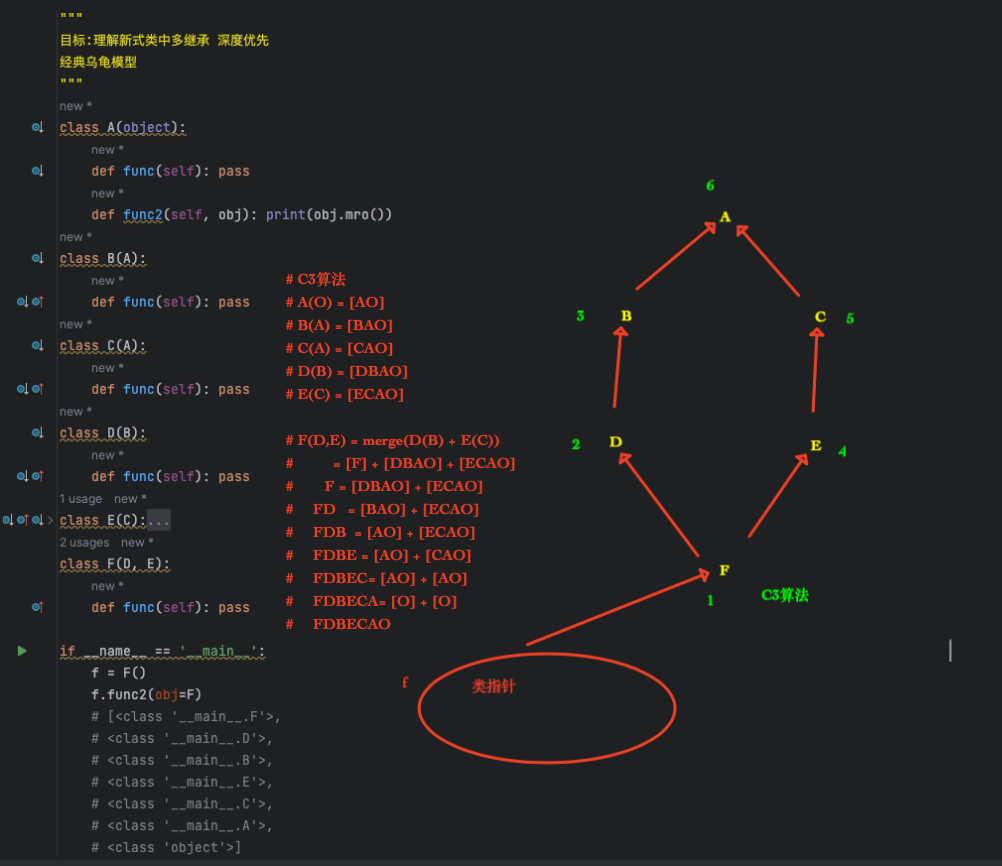 """
目标:理解新式类中多继承 深度优先
经典乌龟模型
"""
new *
class A(object):
new *
def func(self): pass
new *
def func2(self, obj): print(obj.mro())
new *
class B(A):
new *
def func(self): pass
new *
class C(A):
new *
def func(self): pass
new *
class D(B):
new *
def func(self): pass
1 usage new *
class E(C):...
2 usages new *
class F(D, E):
new *
def func(self): pass
if __name__ == '__main__':
f = F()
f.func2(obj=F)
# [<class '__main__.F'>,
# <class '__main__.D'>,
# <class '__main__.B'>,
# <class '__main__.E'>,
# <class '__main__.C'>,
# <class '__main__.A'>,
# <class 'object'>]
# C3算法
# A(O) = [AO]
# B(A) = [BAO]
# C(A) = [CAO]
# D(B) = [DBAO]
# E(C) = [ECAO]
# F(D,E) = merge(D(B) + E(C))
# = [F] + [DBAO] + [ECAO]
# F = [DBAO] + [ECAO]
# FD = [BAO] + [ECAO]
# FDB = [AO] + [ECAO]
# FDBE = [AO] + [CAO]
# FDBEC= [AO] + [AO]
# FDBECA= [O] + [O]
# FDBECAO
6
A
3 B
C 5
2 D
E 4
F
1
C3算法
f
类指针